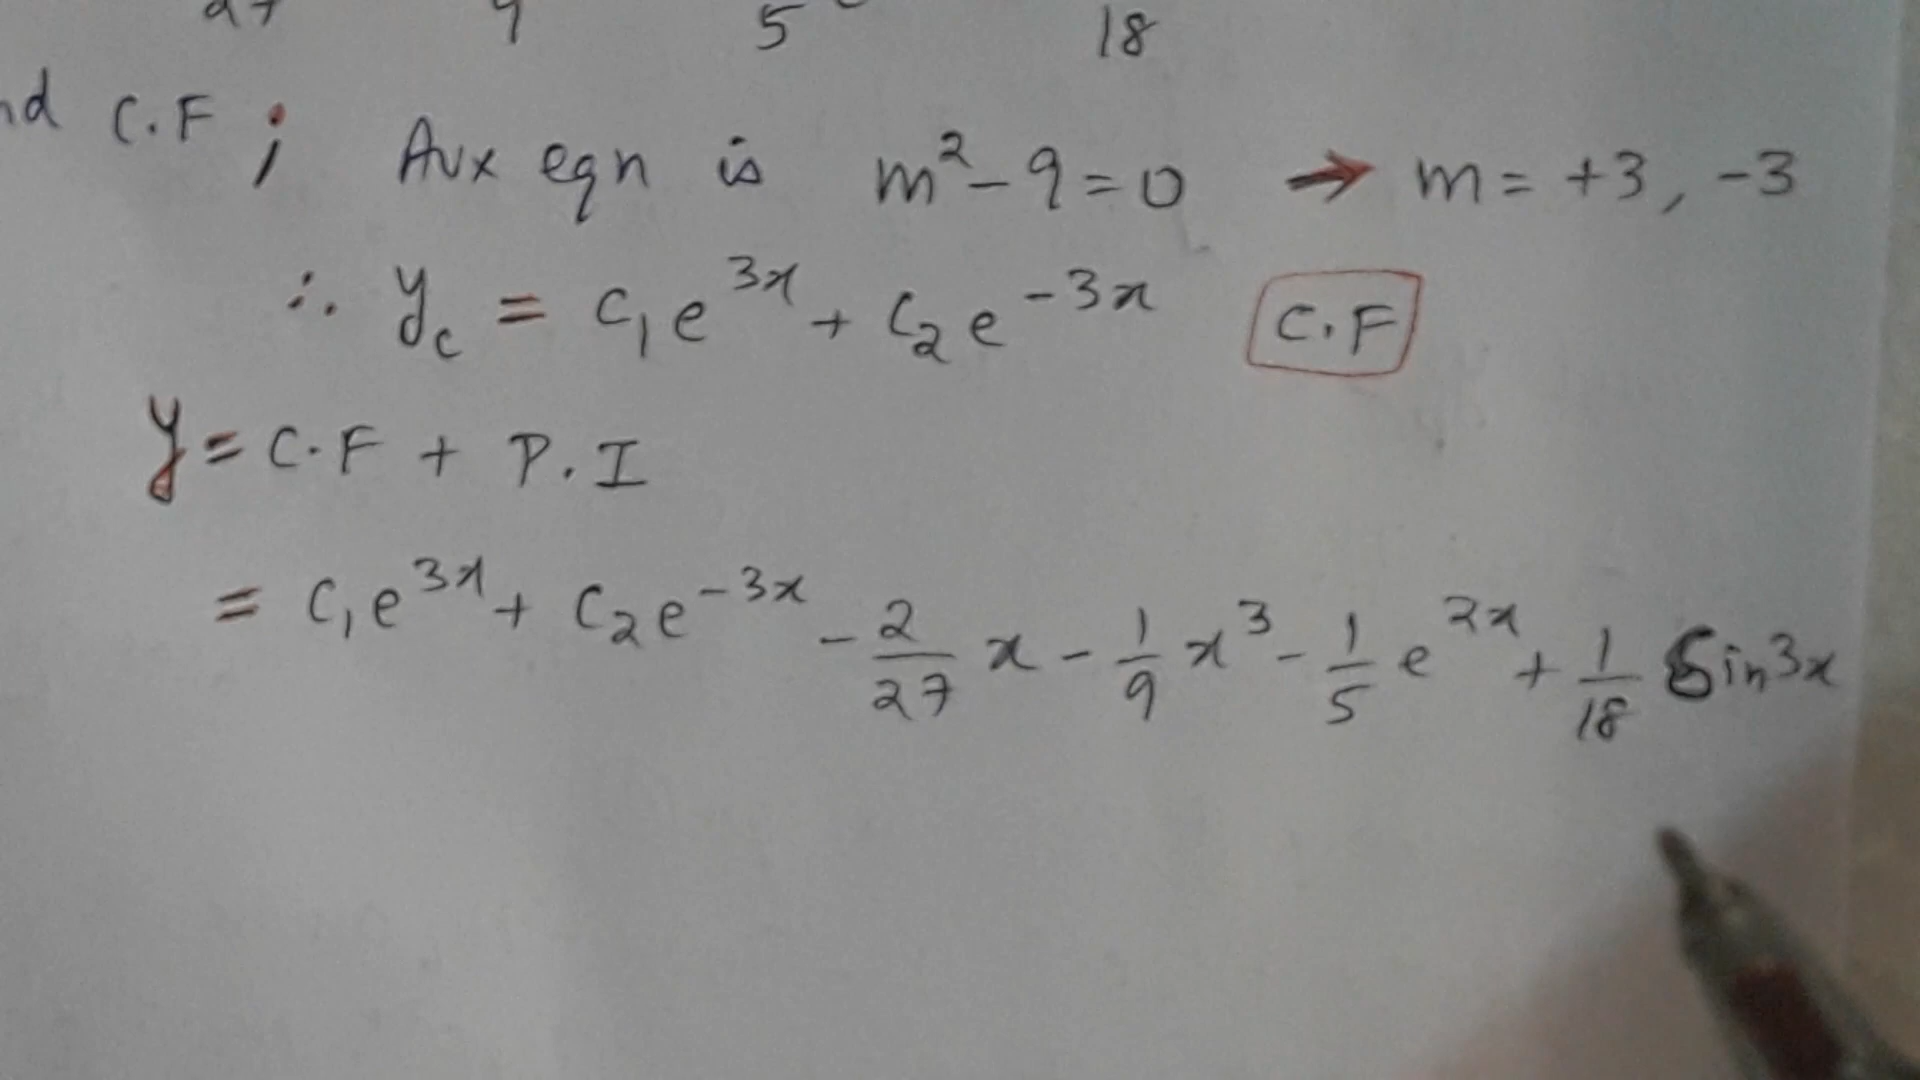 27 9 5 18
nd C.F ; Aux eqn is m² - 9 = 0 → m = +3, -3
∴ y_c = c₁e^{3x} + c₂e^{-3x} C.F
y = C.F + P.I
= c₁e^{3x} + c₂e^{-3x} - 2/27 x - 1/9 x³ - 1/5 e^{2x} + 1/18 Sin3x